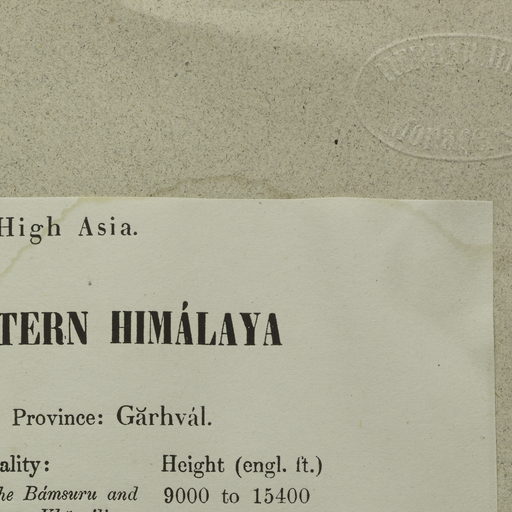 High Asia.
TERN HIMÁLAYA
Province: Gărhvál.
ality: Height (engl. ft.)
he Bámsuru and 9000 to 15400